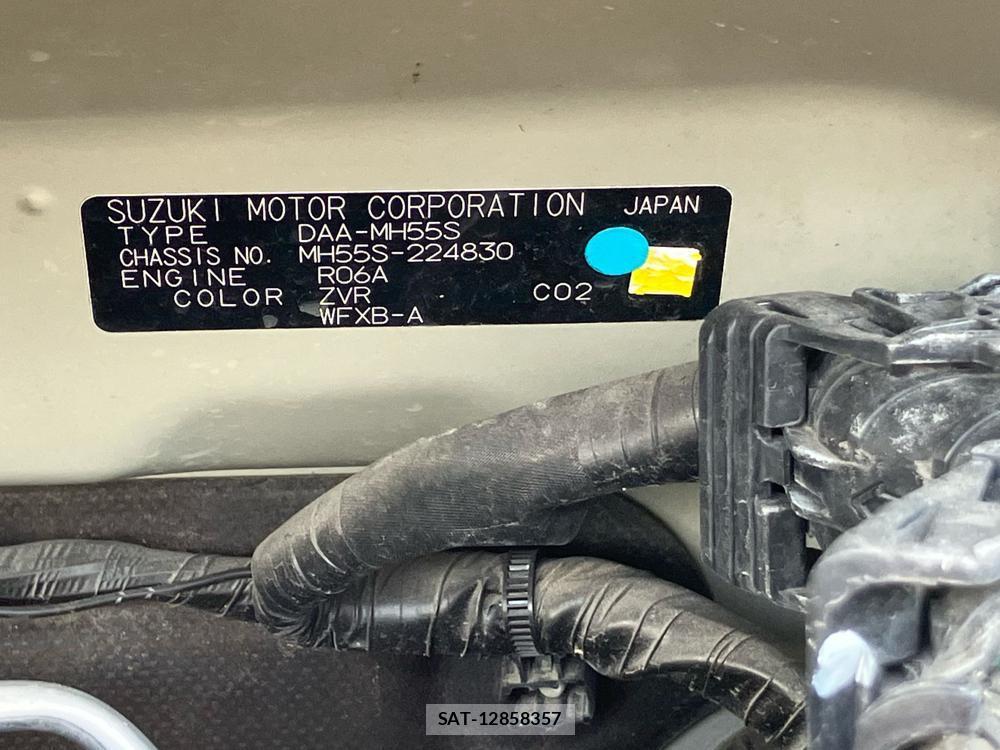 SUZUKI MOTOR CORPORATION JAPAN
TYPE DAA-MH55S
CHASSIS NO. MH55S-224830
ENGINE R06A
COLOR ZVR C02
WFXB-A
SAT-12858357